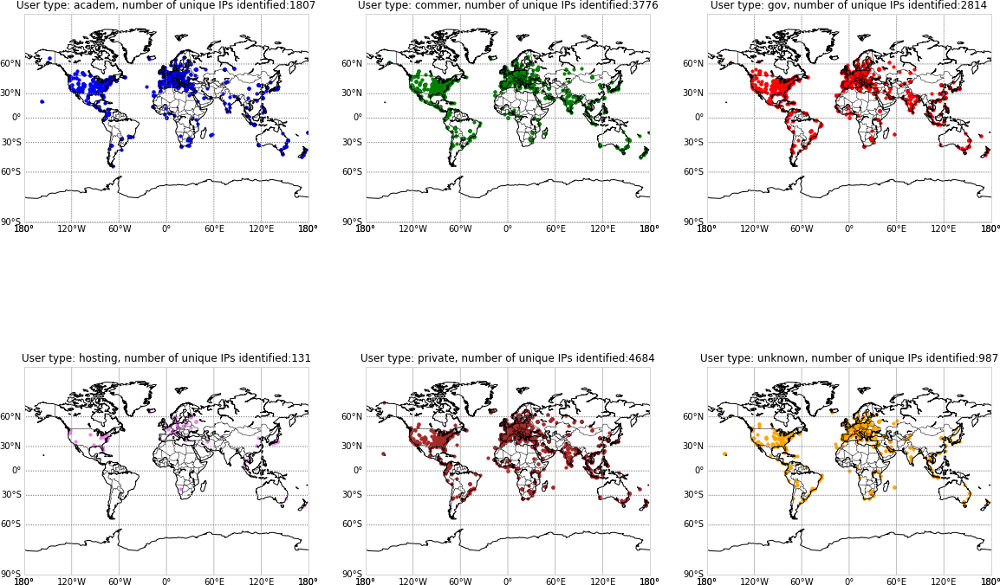 User type: academ, number of unique IPs identified:1807
60°N
30°N
0°
30°S
60°S
90°S
180° 120°W 60°W 0° 60°E 120°E 180°
User type: commer, number of unique IPs identified:3776
60°N
30°N
0°
30°S
60°S
90°S
180° 120°W 60°W 0° 60°E 120°E 180°
User type: gov, number of unique IPs identified:2814
60°N
30°N
0°
30°S
60°S
90°S
180° 120°W 60°W 0° 60°E 120°E 180°
User type: hosting, number of unique IPs identified:131
60°N
30°N
0°
30°S
60°S
90°S
180° 120°W 60°W 0° 60°E 120°E 180°
User type: private, number of unique IPs identified:4684
60°N
30°N
0°
30°S
60°S
90°S
180° 120°W 60°W 0° 60°E 120°E 180°
User type: unknown, number of unique IPs identified:987
60°N
30°N
0°
30°S
60°S
90°S
180° 120°W 60°W 0° 60°E 120°E 180°